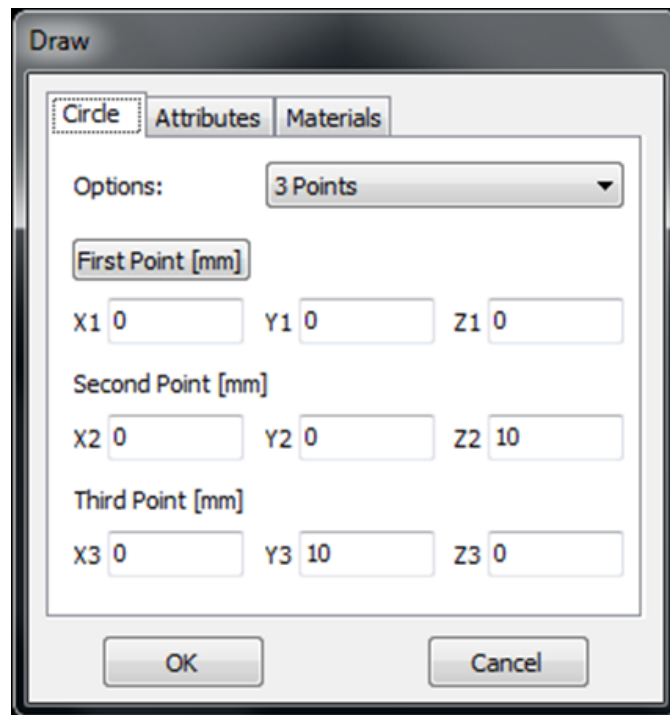 Draw
Circle Attributes Materials
Options: 3 Points
First Point [mm]
X1 0 Y1 0 Z1 0
Second Point [mm]
X2 0 Y2 0 Z2 10
Third Point [mm]
X3 0 Y3 10 Z3 0
OK Cancel